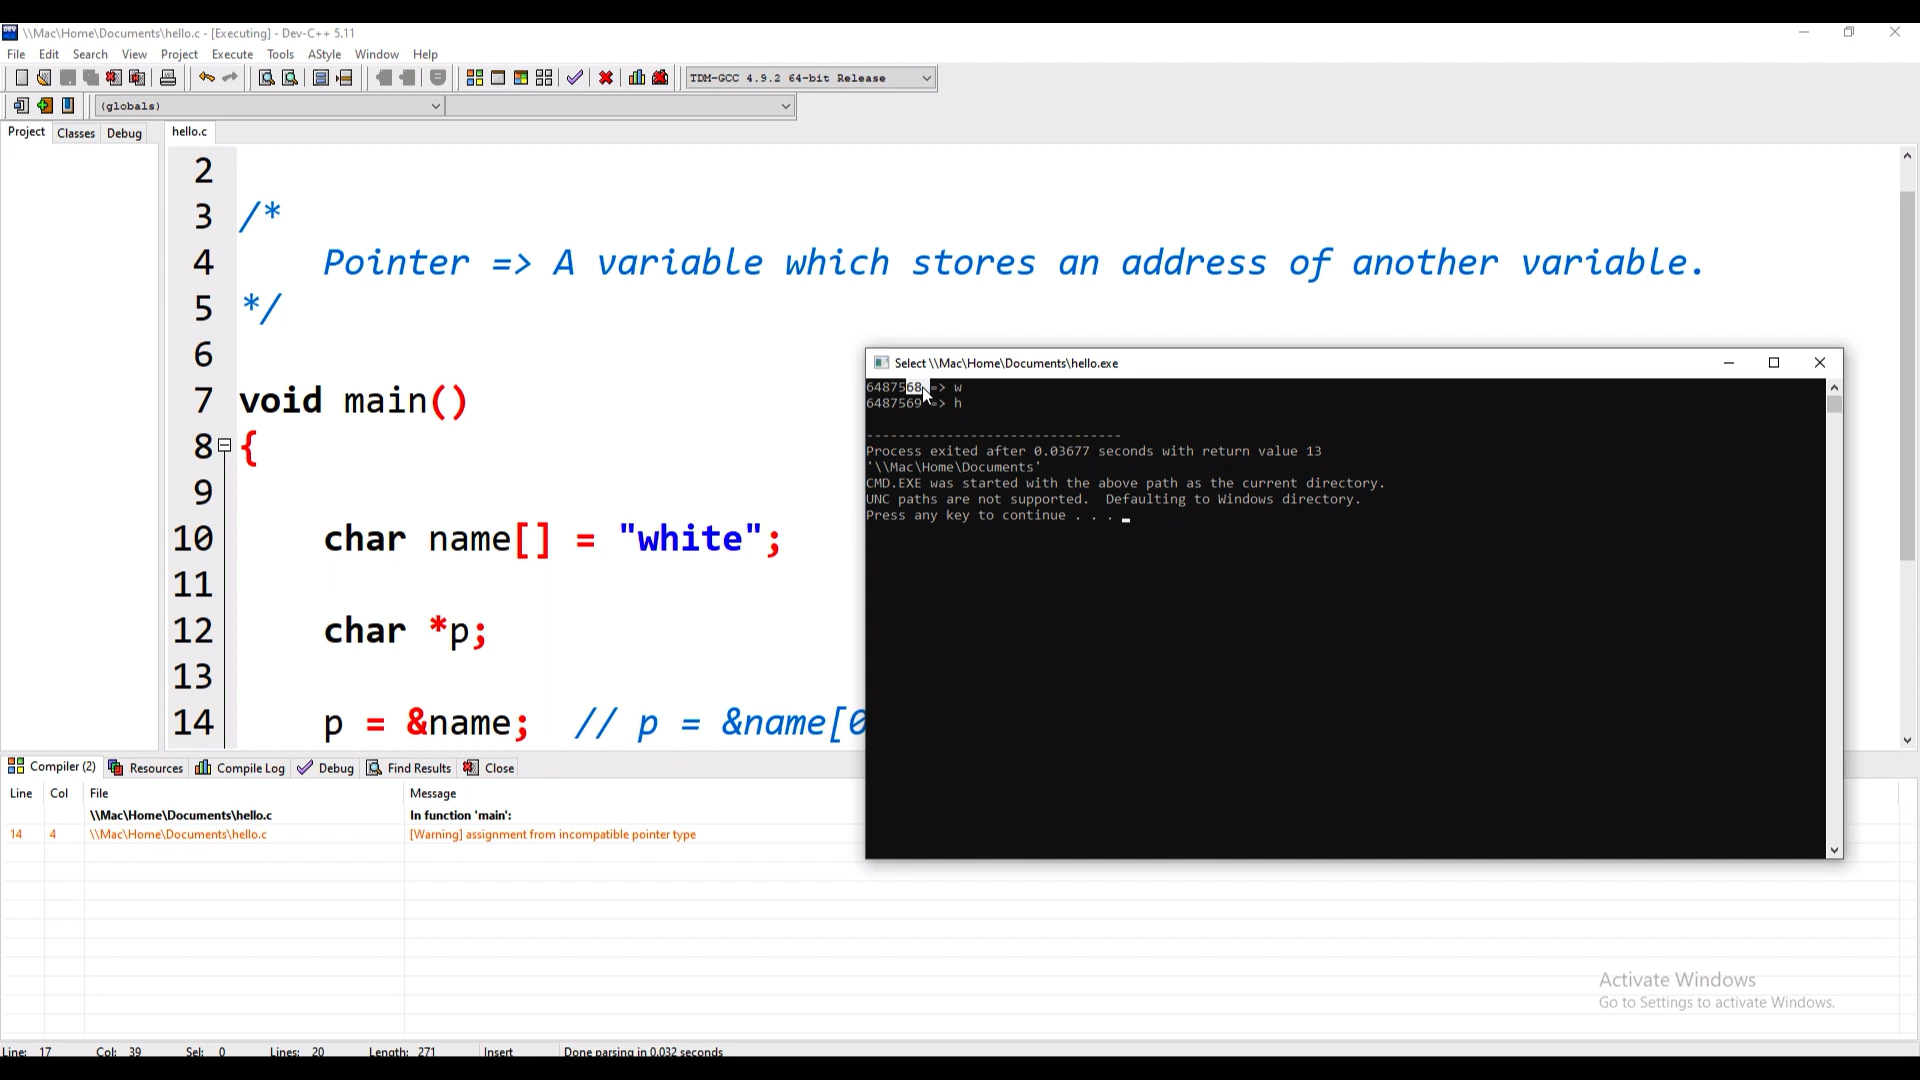 \\Mac\Home\Documents\hello.c - [Executing] - Dev-C++ 5.11
File Edit Search View Project Execute Tools AStyle Window Help
TDM-GCC 4.9.2 64-bit Release
(globals)
Project Classes Debug hello.c
2
3 /*
4 Pointer => A variable which stores an address of another variable.
5 */
6
7 void main()
8 {
9
10 char name[] = "white";
11
12 char *p;
13
14 p = &name; // p = &name[0
Select \\Mac\Home\Documents\hello.exe
6487568 => w
6487569 => h
--------------------------------
Process exited after 0.03677 seconds with return value 13
'\\Mac\Home\Documents'
CMD.EXE was started with the above path as the current directory.
UNC paths are not supported.  Defaulting to Windows directory.
Press any key to continue . . .
Compiler (2) Resources Compile Log Debug Find Results Close
Line Col File Message
\\Mac\Home\Documents\hello.c In function 'main':
14 4 \\Mac\Home\Documents\hello.c [Warning] assignment from incompatible pointer type
Activate Windows
Go to Settings to activate Windows.
Line: 17 Col: 39 Sel: 0 Lines: 20 Length: 271 Insert Done parsing in 0.032 seconds